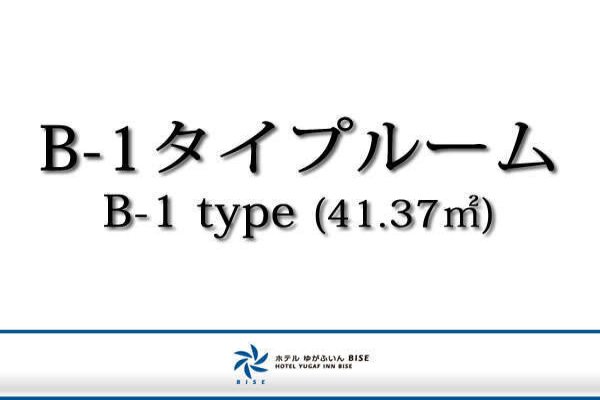 B-1タイプルーム
B-1 type (41.37㎡)
ホテル ゆがふいん BISE
HOTEL YUGAF INN BISE
BISE